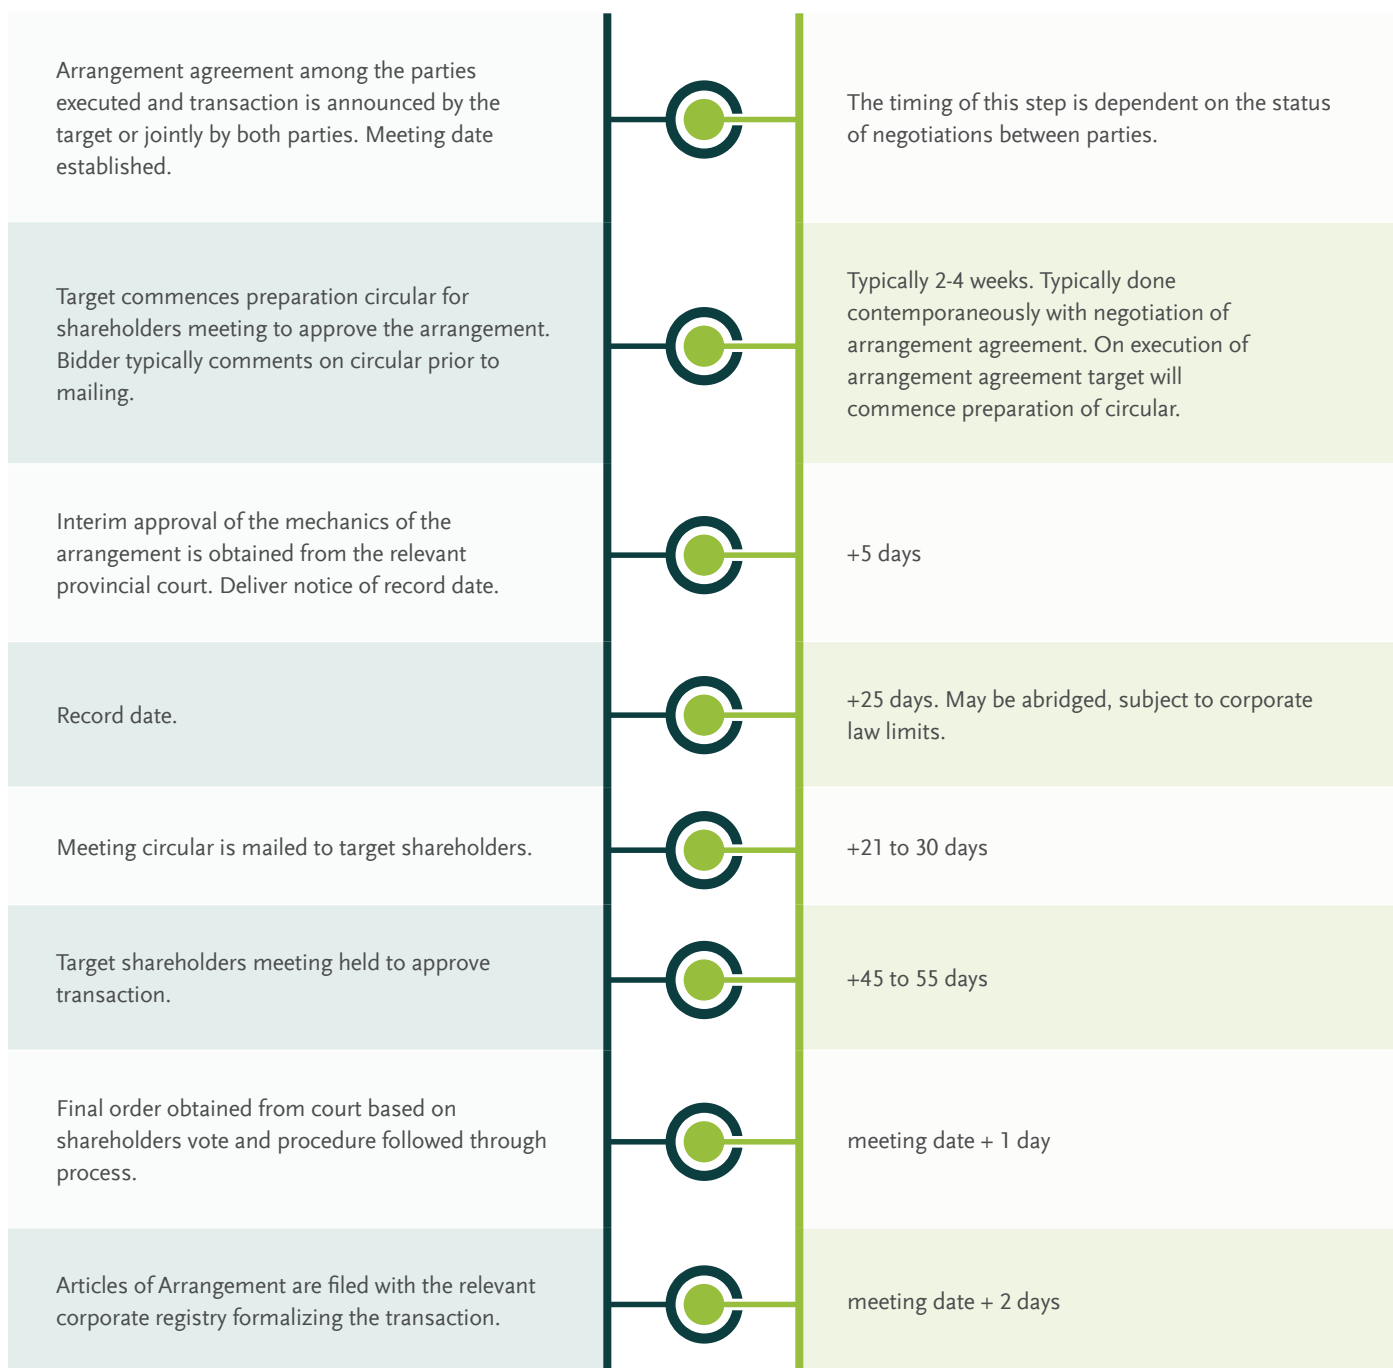 Arrangement agreement among the parties
executed and transaction is announced by the
target or jointly by both parties. Meeting date
established.
The timing of this step is dependent on the status
of negotiations between parties.
Target commences preparation circular for
shareholders meeting to approve the arrangement.
Bidder typically comments on circular prior to
mailing.
Typically 2-4 weeks. Typically done
contemporaneously with negotiation of
arrangement agreement. On execution of
arrangement agreement target will
commence preparation of circular.
Interim approval of the mechanics of the
arrangement is obtained from the relevant
provincial court. Deliver notice of record date.
+5 days
Record date.
+25 days. May be abridged, subject to corporate
law limits.
Meeting circular is mailed to target shareholders.
+21 to 30 days
Target shareholders meeting held to approve
transaction.
+45 to 55 days
Final order obtained from court based on
shareholders vote and procedure followed through
process.
meeting date + 1 day
Articles of Arrangement are filed with the relevant
corporate registry formalizing the transaction.
meeting date + 2 days